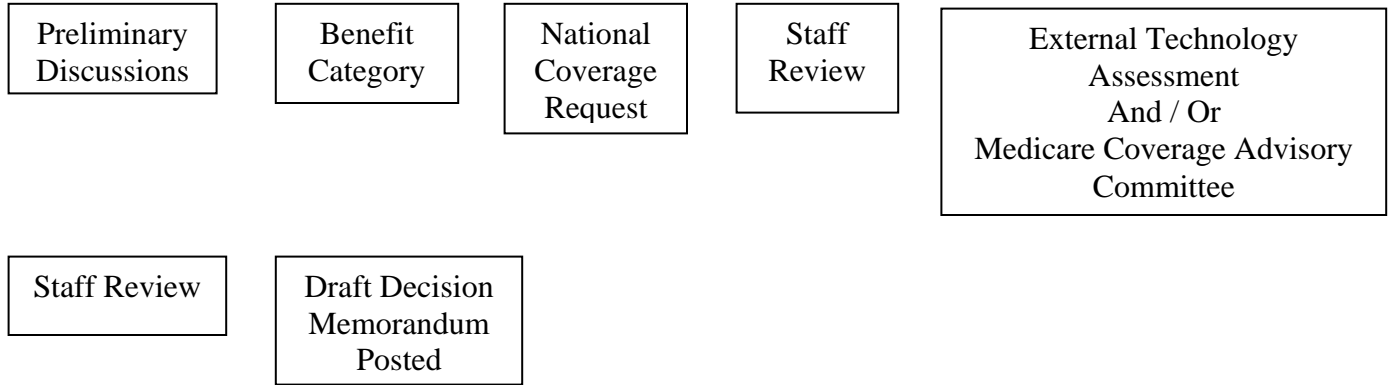 Preliminary
Discussions
Benefit
Category
National
Coverage
Request
Staff
Review
External Technology
Assessment
And / Or
Medicare Coverage Advisory
Committee
Staff Review
Draft Decision
Memorandum
Posted